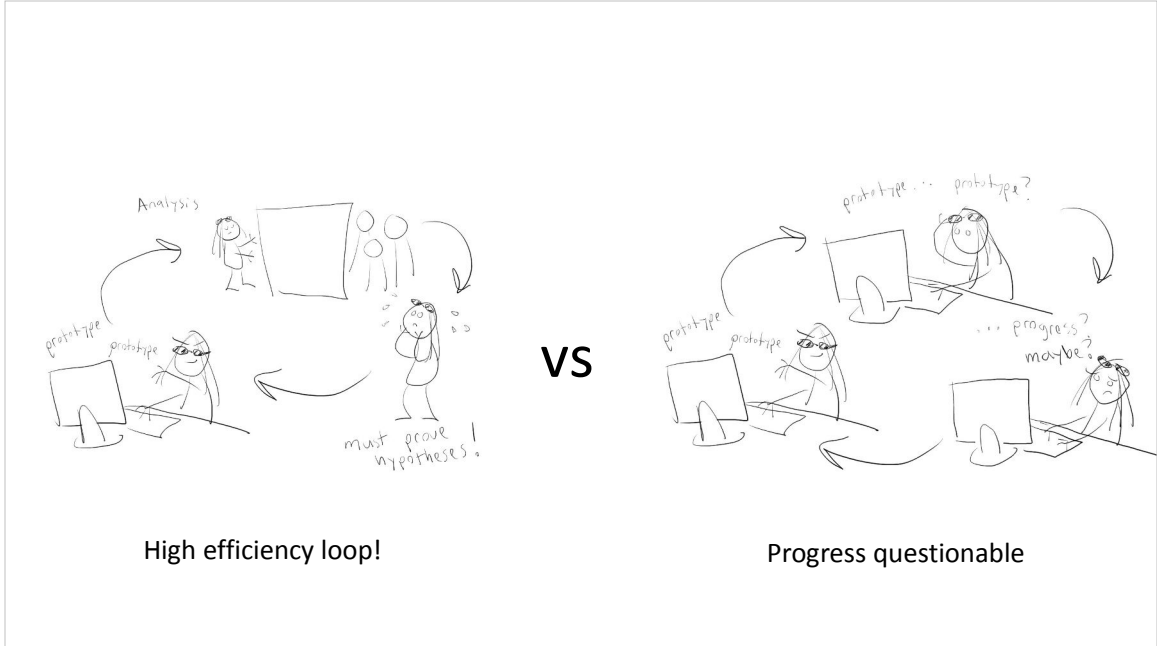 Analysis
prototype
prototype
must prove
hypotheses!
High efficiency loop!
VS
prototype... prototype?
prototype
prototype
... progress?
maybe?
Progress questionable